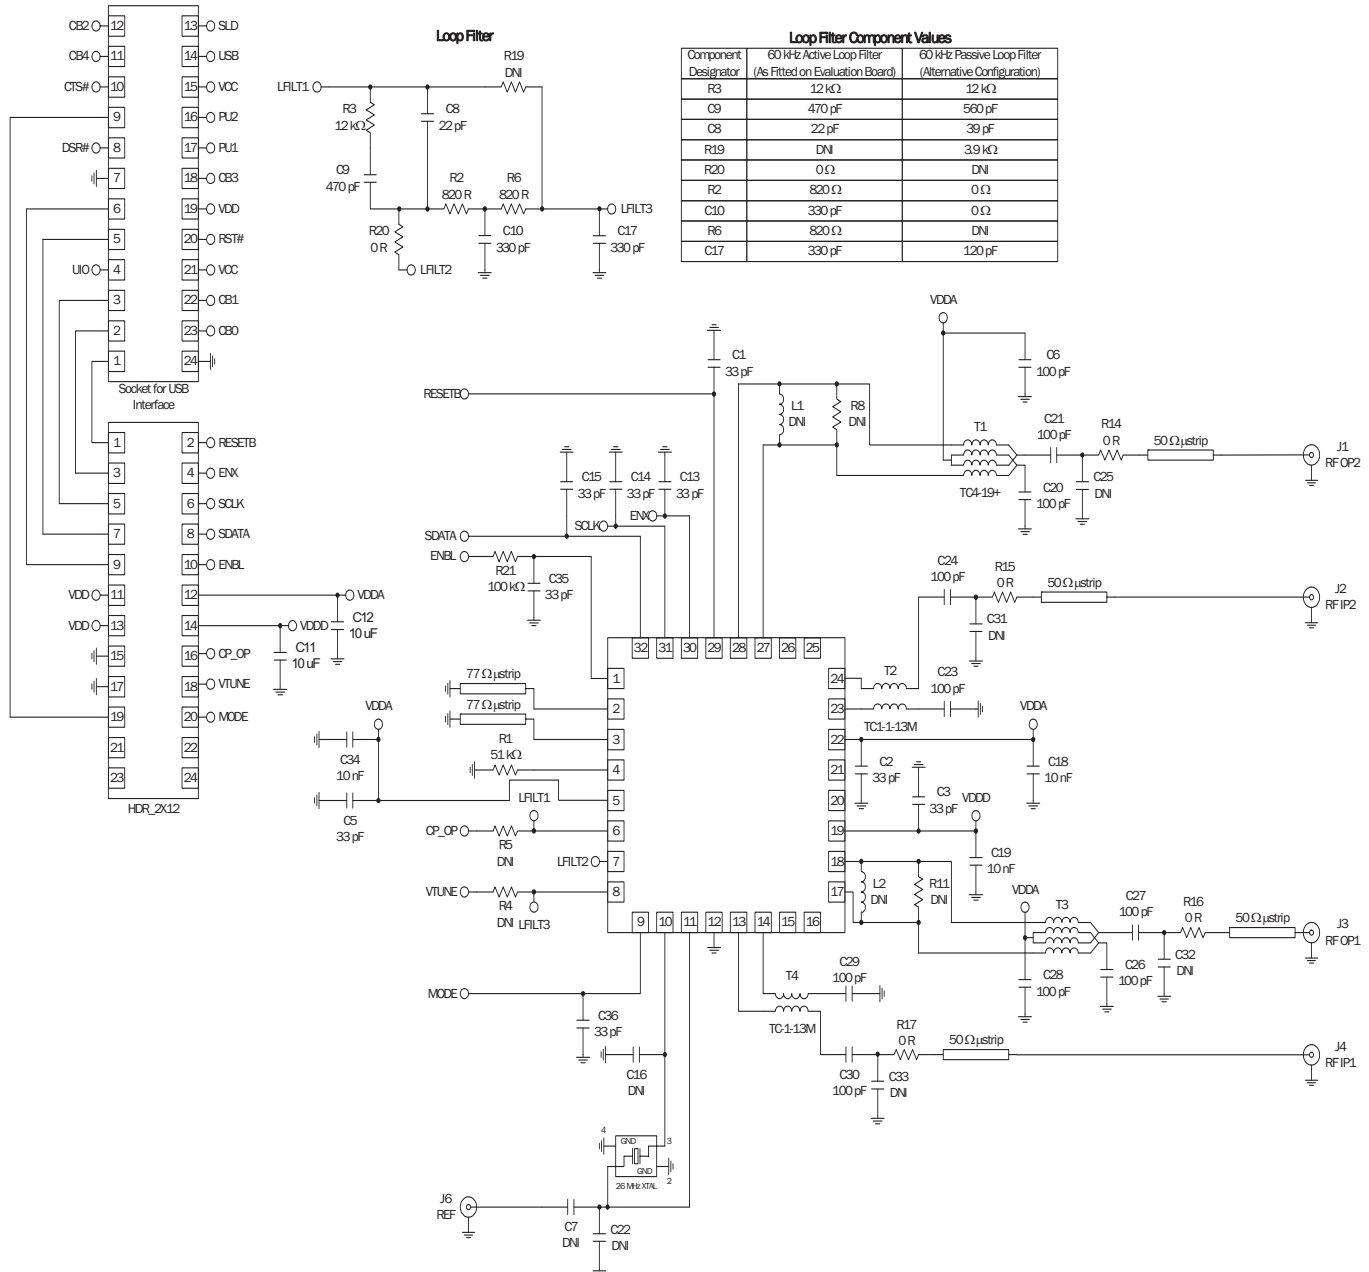 CB2 12 13 SLD
CB4 11 14 USB
CTS# 10 15 VCC
9 16 PU2
DSR# 8 17 PU1
7 18 CB3
6 19 VDD
5 20 RST#
UIO 4 21 VCC
3 22 CB1
2 23 CB0
1 24
Socket for USB
Interface
1 2 RESETB
3 4 ENX
5 6 SCLK
7 8 SDATA
9 10 ENBL
VDD 11 12 VDDA
VDD 13 14 VDDD
C12
10 uF
C11
10 uF
15 16 CP_OP
17 18 VTUNE
19 20 MODE
21 22
23 24
HDR_2X12
Loop Filter
LFILT1
R19
DNI
R3
12 kΩ
C8
22 pF
C9
470 pF
R2
820 R
R6
820 R
LFILT3
R20
0 R
LFILT2
C10
330 pF
C17
330 pF
Loop Filter Component Values
Component Designator 60 kHz Active Loop Filter (As Fitted on Evaluation Board) 60 kHz Passive Loop Filter (Alternative Configuration)
R3 12 kΩ 12 kΩ
C9 470 pF 560 pF
C8 22 pF 39 pF
R19 DNI 3.9 kΩ
R20 0 Ω DNI
R2 820 Ω 0 Ω
C10 330 pF 0 Ω
R6 820 Ω DNI
C17 330 pF 120 pF
VDDA
C6
100 pF
C1
33 pF
RESETB
L1
DNI
R8
DNI
T1
TC4-19+
C21
100 pF
R14
0 R
50 Ω µstrip
J1
RF OP2
C20
100 pF
C25
DNI
C15
33 pF
C14
33 pF
C13
33 pF
ENX
SCLK
SDATA
ENBL
R21
100 kΩ
C35
33 pF
C24
100 pF
R15
0 R
50 Ω µstrip
J2
RF IP2
C31
DNI
32 31 30 29 28 27 26 25
1 24
2 23
3 22
4 21
5 20
6 19
7 18
8 17
9 10 11 12 13 14 15 16
77 Ω µstrip
77 Ω µstrip
R1
51 kΩ
VDDA
C34
10 nF
C5
33 pF
LFILT1
CP_OP
R5
DNI
LFILT2
VTUNE
R4
DNI
LFILT3
T2
TC1-1-13M
C23
100 pF
VDDA
C2
33 pF
C18
10 nF
C3
33 pF
VDDD
C19
10 nF
L2
DNI
R11
DNI
VDDA
T3
C27
100 pF
R16
0 R
50 Ω µstrip
J3
RF OP1
C28
100 pF
C26
100 pF
C32
DNI
MODE
C36
33 pF
C16
DNI
T4
TC-1-13M
C29
100 pF
R17
0 R
50 Ω µstrip
J4
RF IP1
C30
100 pF
C33
DNI
4
GND
3
GND
2
26 MHz XTAL
J6
REF
C7
DNI
C22
DNI